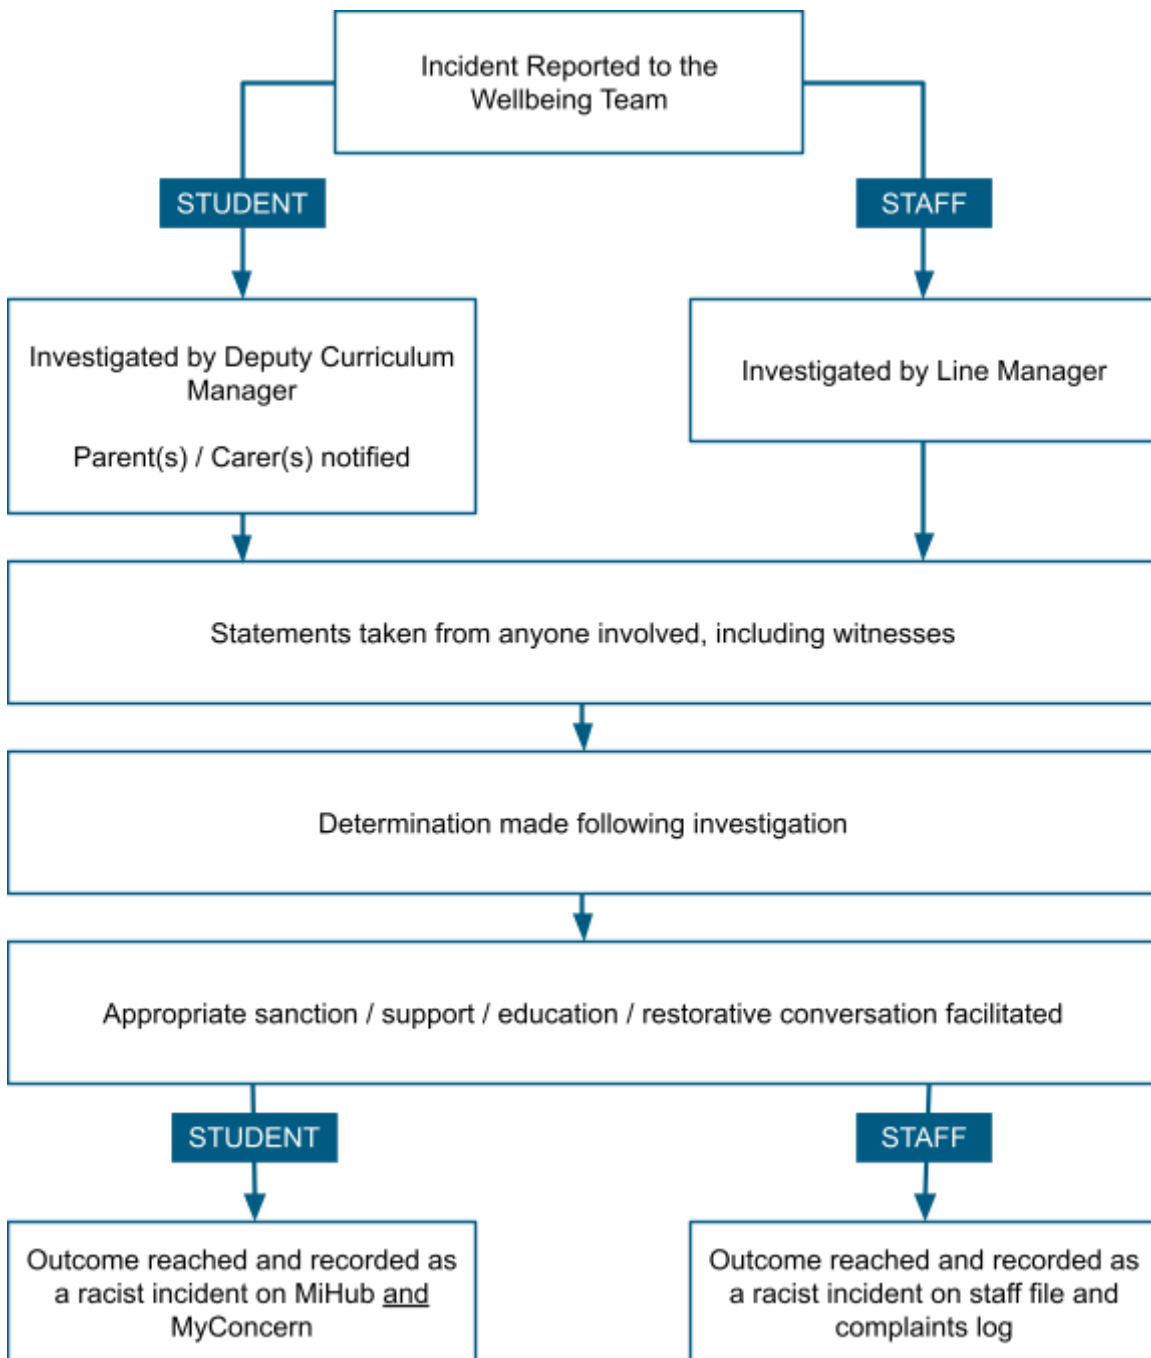 Incident Reported to the
Wellbeing Team
STUDENT
STAFF
Investigated by Deputy Curriculum
Manager
Parent(s) / Carer(s) notified
Investigated by Line Manager
Statements taken from anyone involved, including witnesses
Determination made following investigation
Appropriate sanction / support / education / restorative conversation facilitated
STUDENT
STAFF
Outcome reached and recorded as
a racist incident on MiHub and
MyConcern
Outcome reached and recorded as
a racist incident on staff file and
complaints log